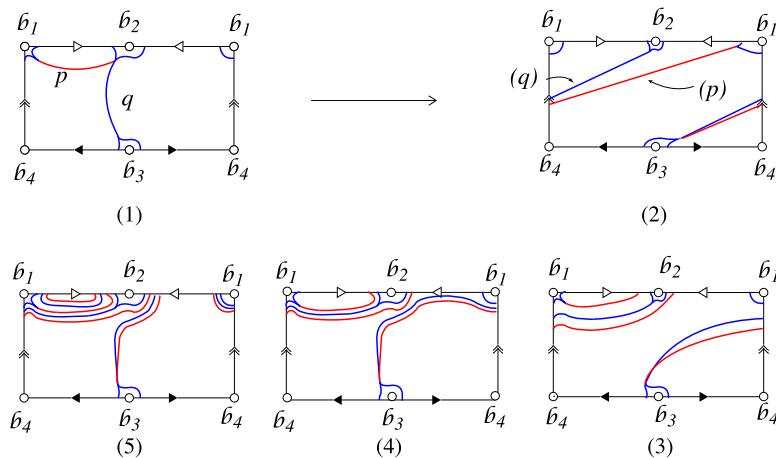 b₁ b₂ b₁
p q
b₄ b₃ b₄
(1)
b₁ b₂ b₁
(q) (p)
b₄ b₃ b₄
(2)
b₁ b₂ b₁
b₄ b₃ b₄
(5)
b₁ b₂ b₁
b₄ b₃ b₄
(4)
b₁ b₂ b₁
b₄ b₃ b₄
(3)